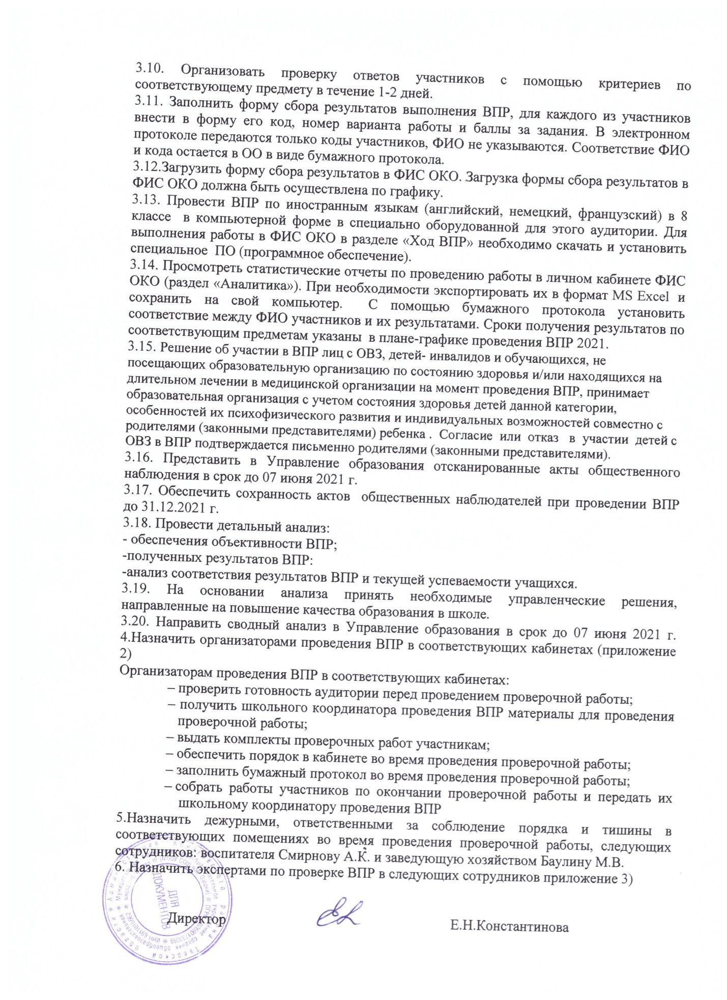 3.10. Организовать проверку ответов участников с помощью критериев по
соответствующему предмету в течение 1-2 дней.
3.11. Заполнить форму сбора результатов выполнения ВПР, для каждого из участников
внести в форму его код, номер варианта работы и баллы за задания. В электронном
протоколе передаются только коды участников, ФИО не указываются. Соответствие ФИО
и кода остается в ОО в виде бумажного протокола.
3.12.Загрузить форму сбора результатов в ФИС ОКО. Загрузка формы сбора результатов в
ФИС ОКО должна быть осуществлена по графику.
3.13. Провести ВПР по иностранным языкам (английский, немецкий, французский) в 8
классе в компьютерной форме в специально оборудованной для этого аудитории. Для
выполнения работы в ФИС ОКО в разделе «Ход ВПР» необходимо скачать и установить
специальное ПО (программное обеспечение).
3.14. Просмотреть статистические отчеты по проведению работы в личном кабинете ФИС
ОКО (раздел «Аналитика»). При необходимости экспортировать их в формат MS Excel и
сохранить на свой компьютер. С помощью бумажного протокола установить
соответствие между ФИО участников и их результатами. Сроки получения результатов по
соответствующим предметам указаны в плане-графике проведения ВПР 2021.
3.15. Решение об участии в ВПР лиц с ОВЗ, детей- инвалидов и обучающихся, не
посещающих образовательную организацию по состоянию здоровья и/или находящихся на
длительном лечении в медицинской организации на момент проведения ВПР, принимает
образовательная организация с учетом состояния здоровья детей данной категории,
особенностей их психофизического развития и индивидуальных возможностей совместно с
родителями (законными представителями) ребенка . Согласие или отказ в участии детей с
ОВЗ в ВПР подтверждается письменно родителями (законными представителями).
3.16. Представить в Управление образования отсканированные акты общественного
наблюдения в срок до 07 июня 2021 г.
3.17. Обеспечить сохранность актов общественных наблюдателей при проведении ВПР
до 31.12.2021 г.
3.18. Провести детальный анализ:
- обеспечения объективности ВПР;
-полученных результатов ВПР:
-анализ соответствия результатов ВПР и текущей успеваемости учащихся.
3.19. На основании анализа принять необходимые управленческие решения,
направленные на повышение качества образования в школе.
3.20. Направить сводный анализ в Управление образования в срок до 07 июня 2021 г.
4.Назначить организаторами проведения ВПР в соответствующих кабинетах (приложение
2)
Организаторам проведения ВПР в соответствующих кабинетах:
– проверить готовность аудитории перед проведением проверочной работы;
– получить школьного координатора проведения ВПР материалы для проведения
проверочной работы;
– выдать комплекты проверочных работ участникам;
– обеспечить порядок в кабинете во время проведения проверочной работы;
– заполнить бумажный протокол во время проведения проверочной работы;
– собрать работы участников по окончании проверочной работы и передать их
школьному координатору проведения ВПР
5.Назначить дежурными, ответственными за соблюдение порядка и тишины в
соответствующих помещениях во время проведения проверочной работы, следующих
сотрудников: воспитателя Смирнову А.К. и заведующую хозяйством Баулину М.В.
6. Назначить экспертами по проверке ВПР в следующих сотрудников приложение 3)
ДЛЯ
ДОКУМЕНТОВ
Директор
Е.Н.Константинова